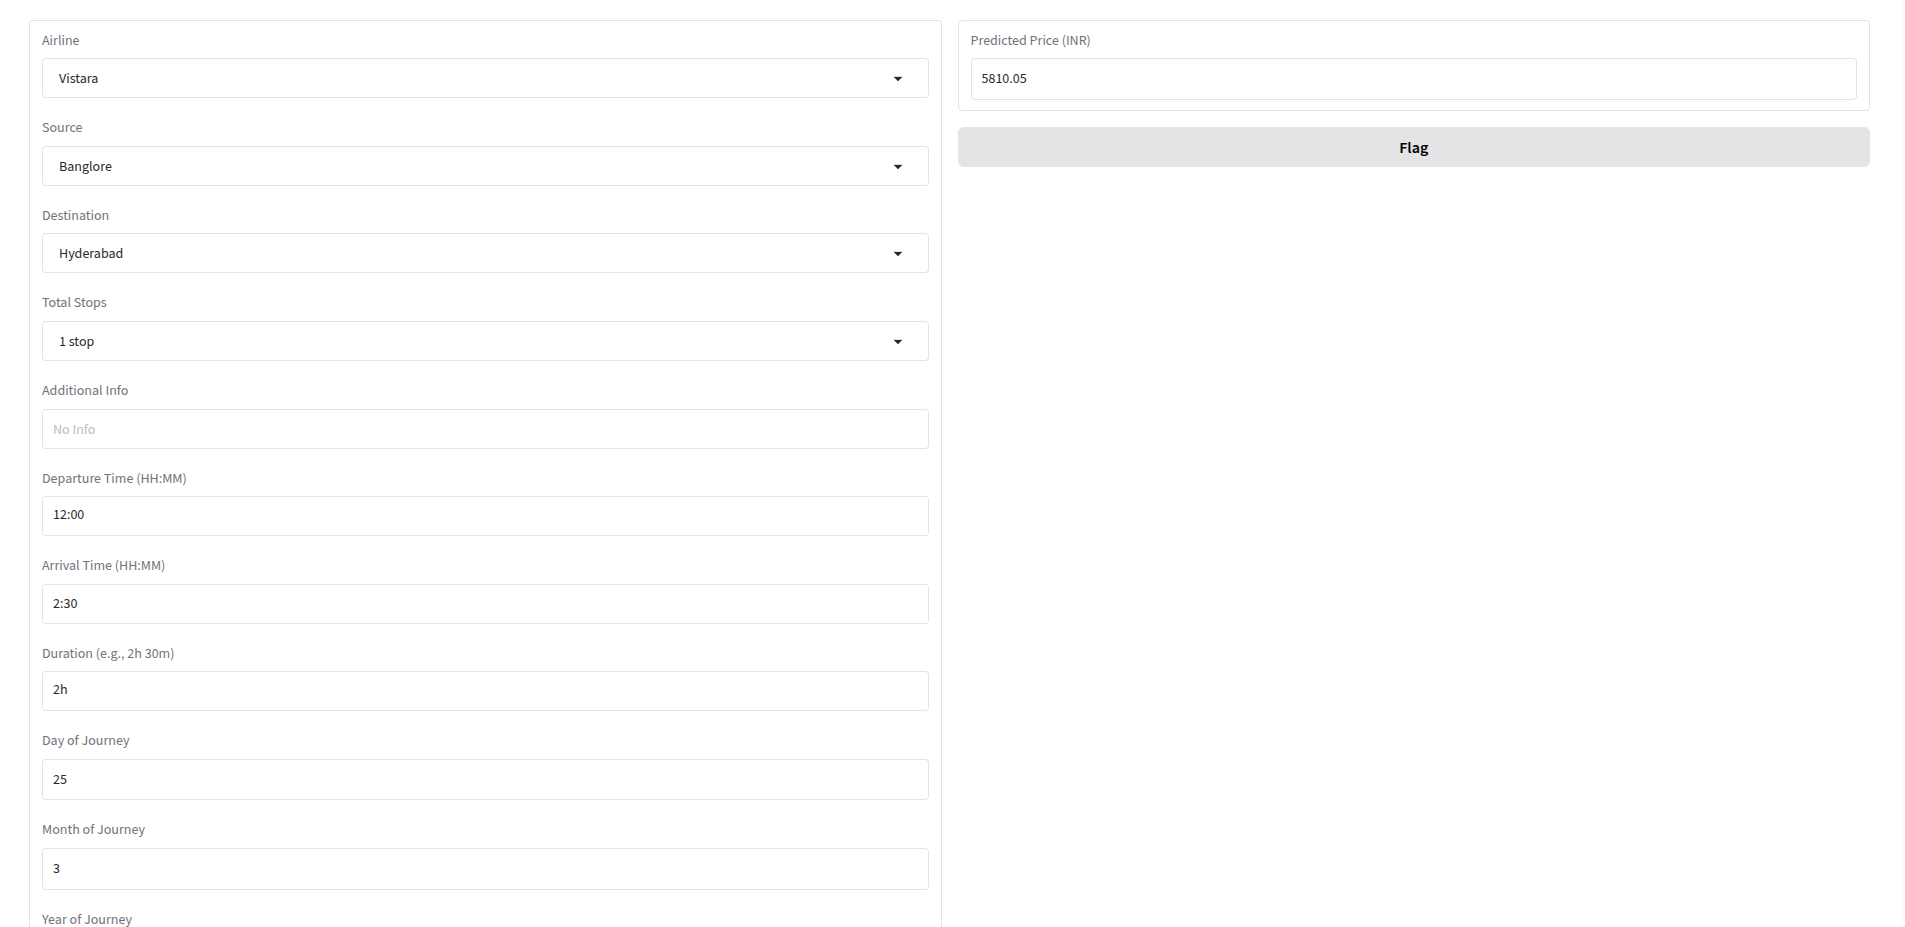 Airline
Vistara
Source
Banglore
Destination
Hyderabad
Total Stops
1 stop
Additional Info
No Info
Departure Time (HH:MM)
12:00
Arrival Time (HH:MM)
2:30
Duration (e.g., 2h 30m)
2h
Day of Journey
25
Month of Journey
3
Year of Journey
Predicted Price (INR)
5810.05
Flag